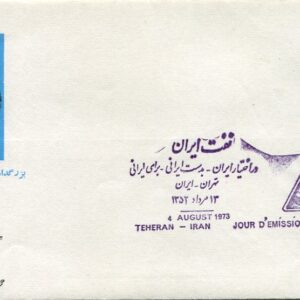 نفت ایران
در اختیار ایران - بدست ایرانی - برای ایرانی
تهران - ایران
۱۳ مرداد ۱۳۵۲
4 AUGUST 1973
TEHERAN - IRAN JOUR D'ÉMISSION